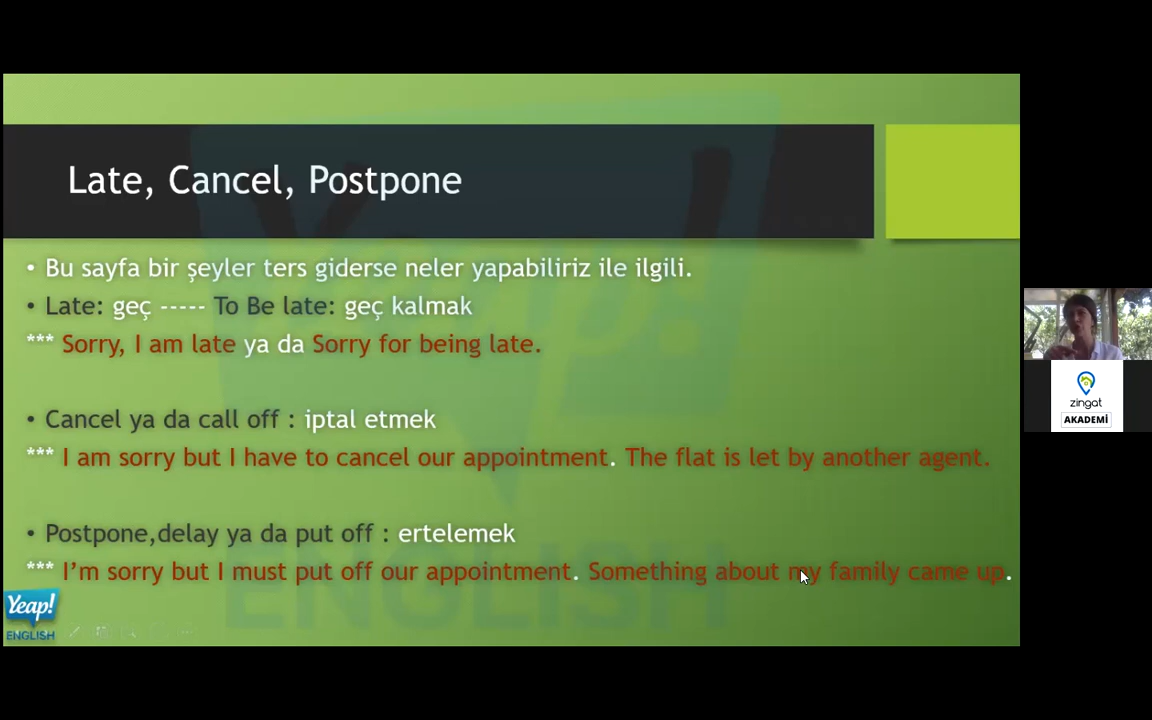 Late, Cancel, Postpone
• Bu sayfa bir şeyler ters giderse neler yapabiliriz ile ilgili.
• Late: geç ----- To Be late: geç kalmak
*** Sorry, I am late ya da Sorry for being late.
• Cancel ya da call off : iptal etmek
*** I am sorry but I have to cancel our appointment. The flat is let by another agent.
• Postpone,delay ya da put off : ertelemek
*** I’m sorry but I must put off our appointment. Something about my family came up.
Yeap!
ENGLISH
ENGLISH
zingat
AKADEMİ